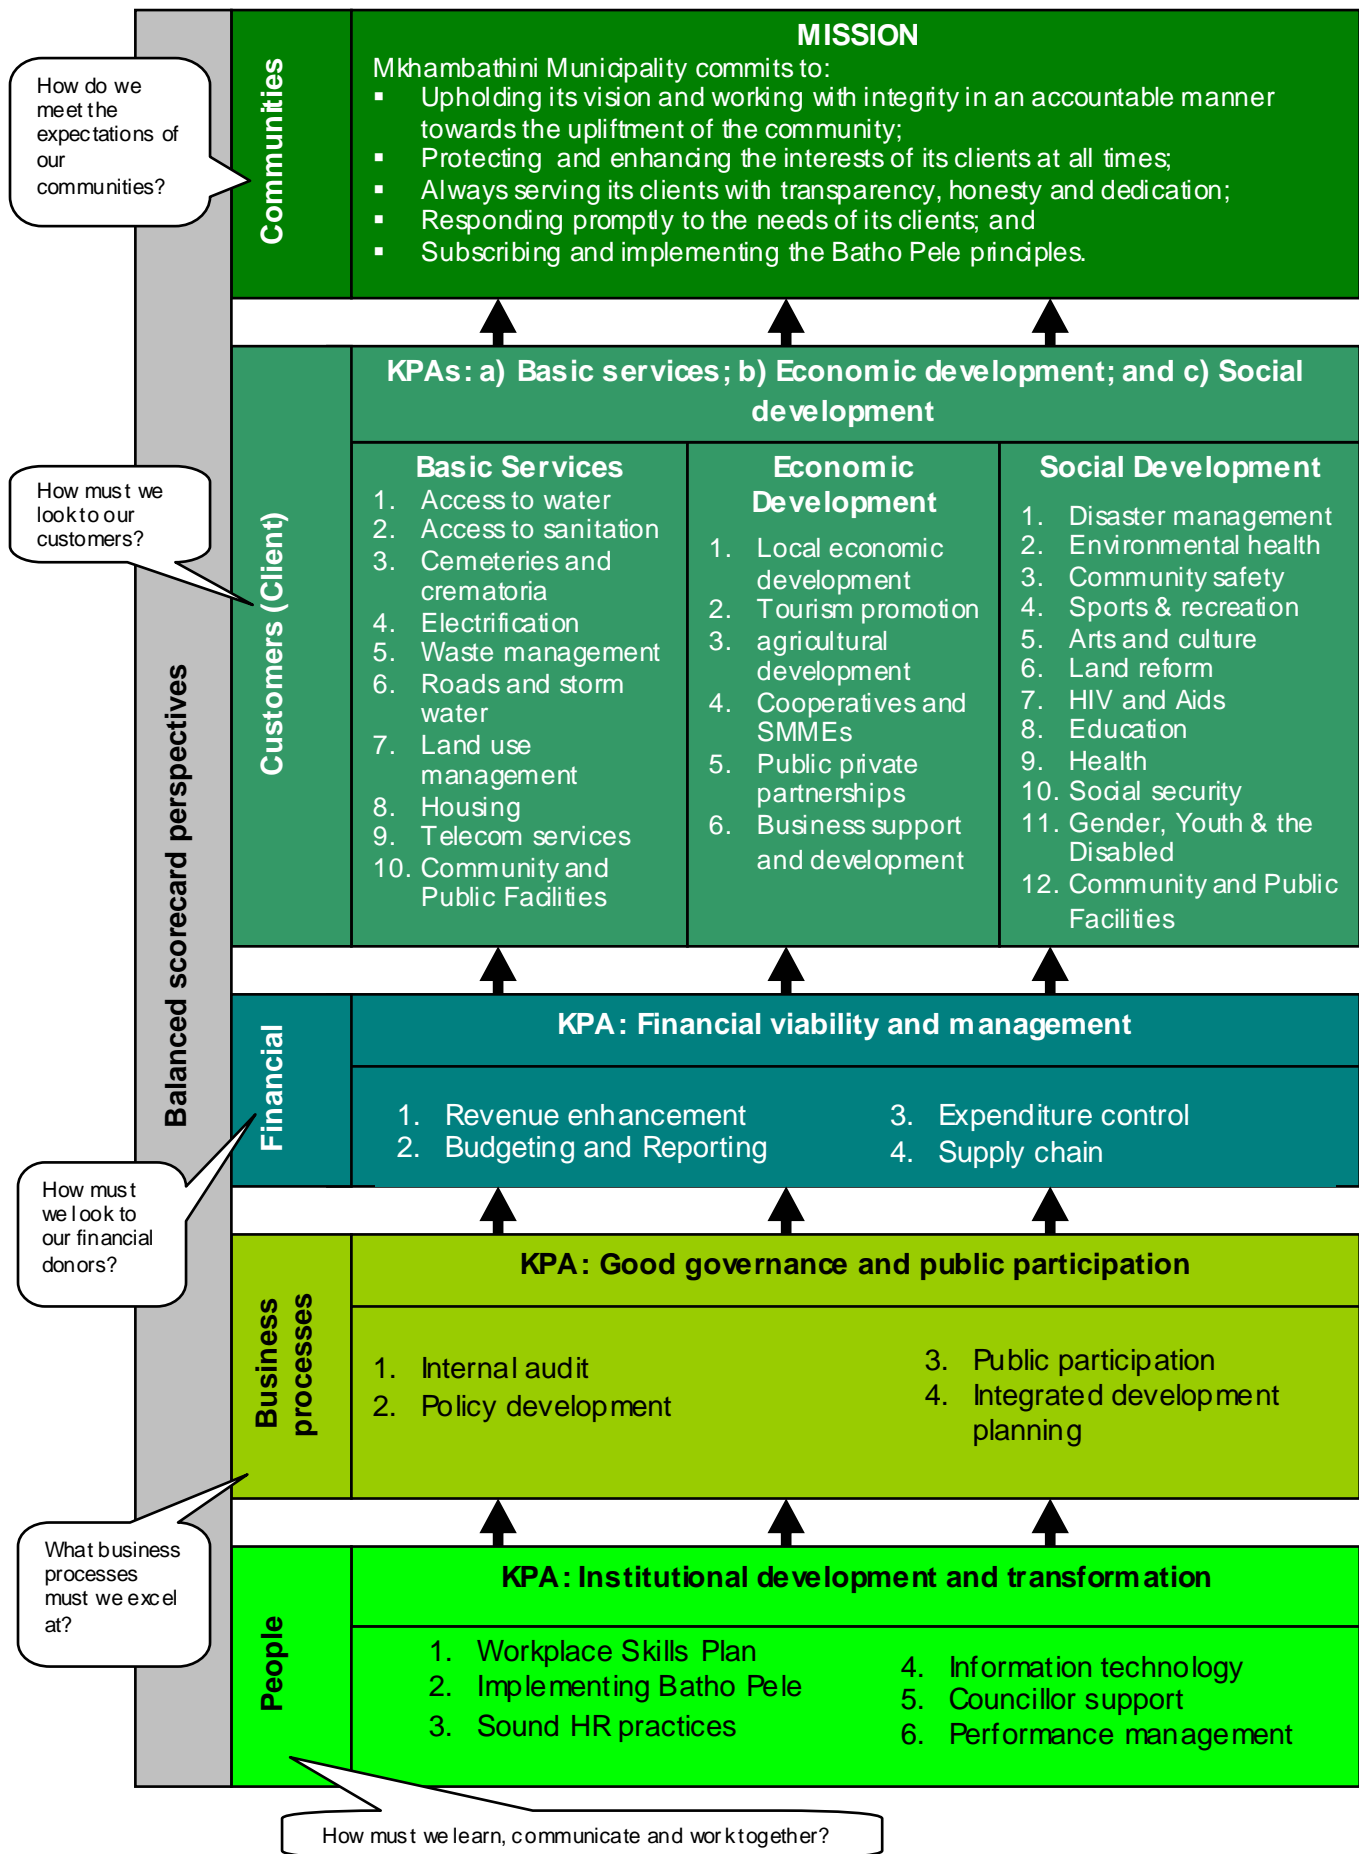 MISSION
Mkhambathini Municipality commits to:
▪ Upholding its vision and working with integrity in an accountable manner
towards the upliftment of the community;
▪ Protecting and enhancing the interests of its clients at all times;
▪ Always serving its clients with transparency, honesty and dedication;
▪ Responding promptly to the needs of its clients; and
▪ Subscribing and implementing the Batho Pele principles.
Communities
How do we
meet the
expectations of
our
communities?
Balanced scorecard perspectives
KPAs: a) Basic services; b) Economic development; and c) Social
development
Customers (Client)
How must we
look to our
customers?
Basic Services
1. Access to water
2. Access to sanitation
3. Cemeteries and
crematoria
4. Electrification
5. Waste management
6. Roads and storm
water
7. Land use
management
8. Housing
9. Telecom services
10. Community and
Public Facilities
Economic
Development
1. Local economic
development
2. Tourism promotion
3. agricultural
development
4. Cooperatives and
SMMEs
5. Public private
partnerships
6. Business support
and development
Social Development
1. Disaster management
2. Environmental health
3. Community safety
4. Sports & recreation
5. Arts and culture
6. Land reform
7. HIV and Aids
8. Education
9. Health
10. Social security
11. Gender, Youth & the
Disabled
12. Community and Public
Facilities
Financial
KPA: Financial viability and management
1. Revenue enhancement
2. Budgeting and Reporting
3. Expenditure control
4. Supply chain
How must
we look to
our financial
donors?
Business
processes
KPA: Good governance and public participation
1. Internal audit
2. Policy development
3. Public participation
4. Integrated development
planning
What business
processes
must we excel
at?
People
KPA: Institutional development and transformation
1. Workplace Skills Plan
2. Implementing Batho Pele
3. Sound HR practices
4. Information technology
5. Councillor support
6. Performance management
How must we learn, communicate and work together?